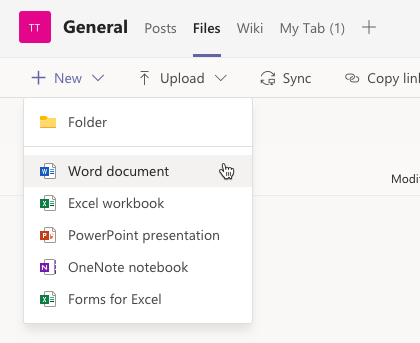 TT General Posts Files Wiki My Tab (1)
New Upload Sync Copy lin
Folder
Word document
Modi
Excel workbook
PowerPoint presentation
OneNote notebook
Forms for Excel